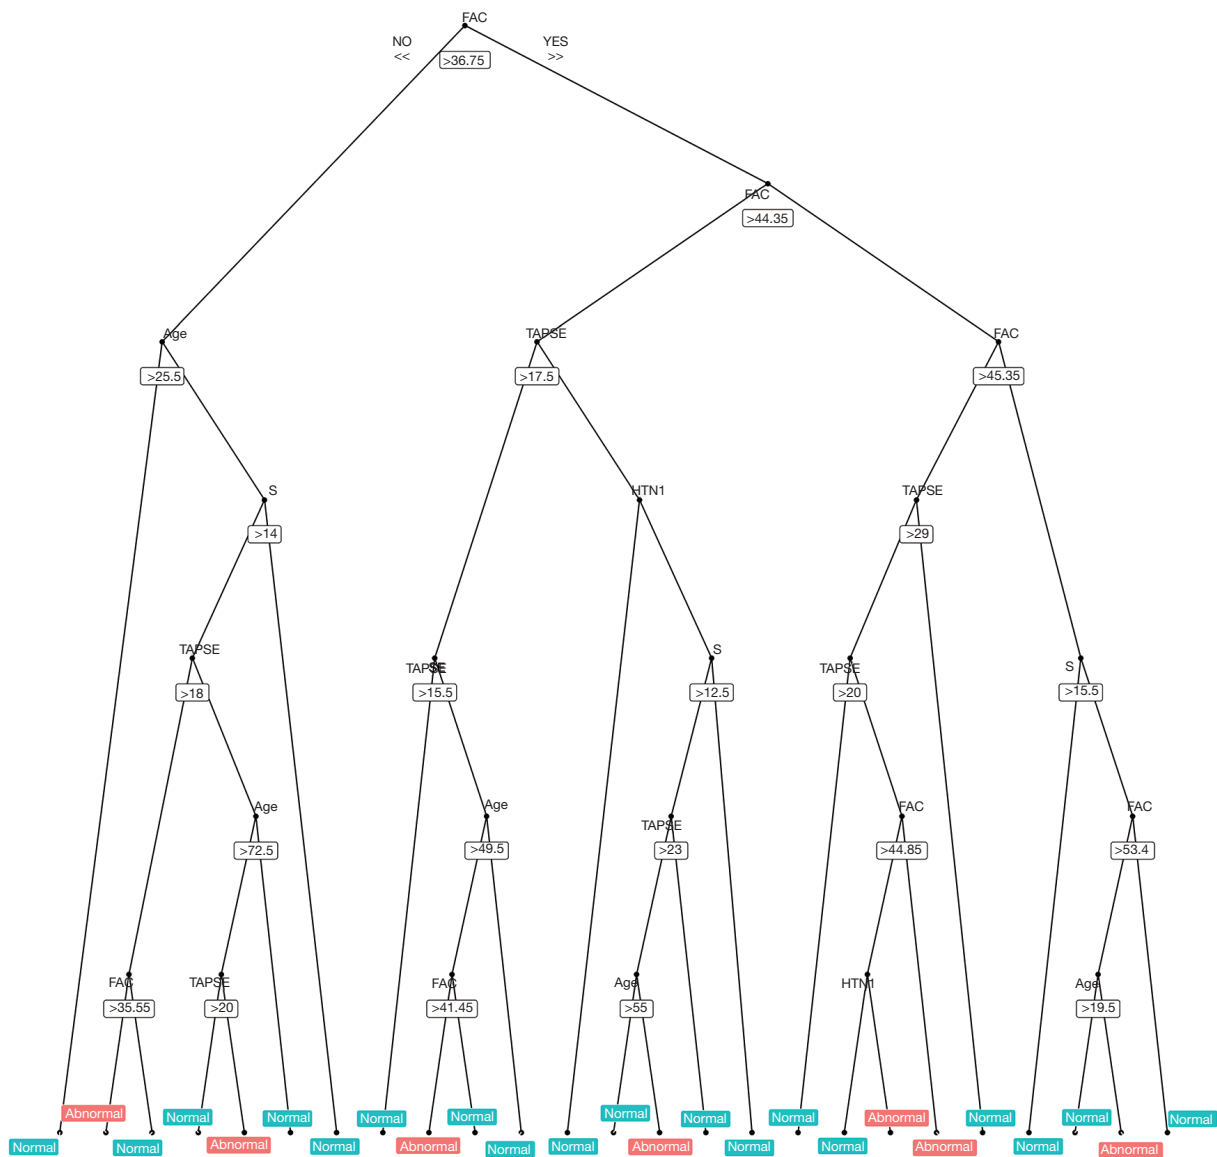 FAC
NO
<<
YES
>>
>36.75
FAC
>44.35
Age
TAPSE
FAC
>25.5
>17.5
>45.35
S
HTN1
TAPSE
>14
>29
TAPSE
S
TAPSE
TAPSE
S
>18
>15.5
>12.5
>20
>15.5
Age
Age
TAPSE
FAC
FAC
>72.5
>49.5
>23
>44.85
>53.4
FAC
TAPSE
FAC
Age
HTN1
Age
>35.55
>20
>41.45
>55
>19.5
Abnormal
Normal
Normal
Normal
Normal
Normal
Normal
Normal
Abnormal
Normal
Normal
Normal
Normal
Normal
Abnormal
Normal
Abnormal
Normal
Normal
Abnormal
Normal
Normal
Abnormal
Normal
Abnormal